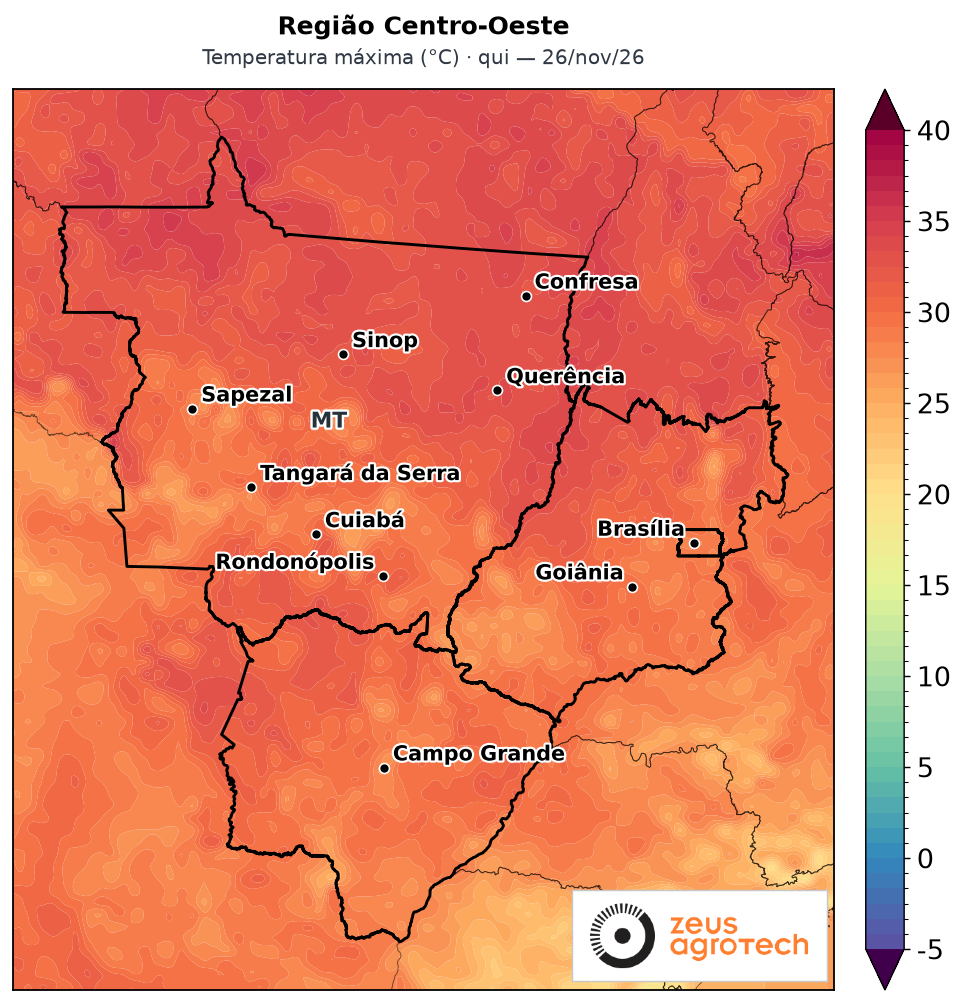 Região Centro-Oeste
Temperatura máxima (°C) · qui — 26/nov/26
40
35
30
25
20
15
10
5
0
-5
Confresa
Sinop
Querência
Sapezal
MT
Tangará da Serra
Cuiabá
Brasília
Rondonópolis
Goiânia
Campo Grande
zeus
agrotech